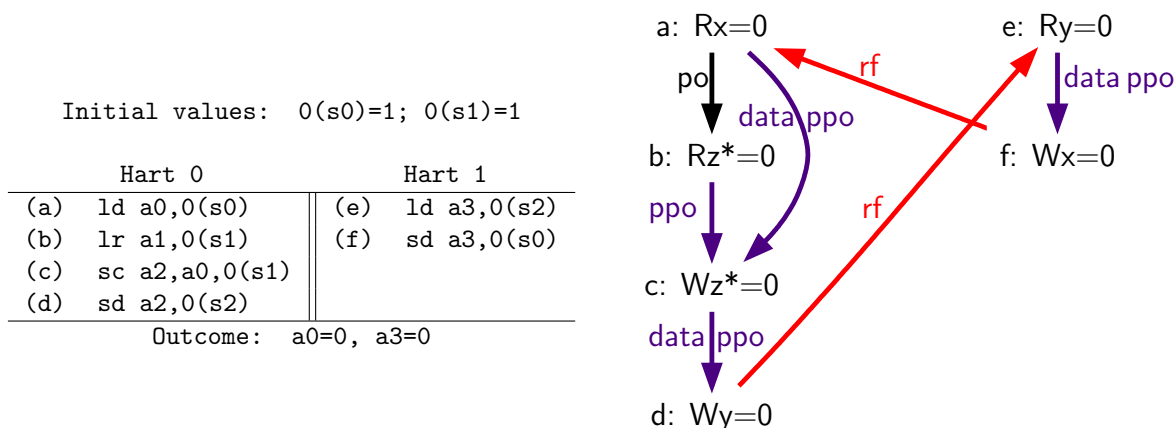 Initial values: 0(s0)=1; 0(s1)=1
Hart 0 Hart 1
(a) ld a0,0(s0) (e) ld a3,0(s2)
(b) lr a1,0(s1) (f) sd a3,0(s0)
(c) sc a2,a0,0(s1)
(d) sd a2,0(s2)
Outcome: a0=0, a3=0
a: Rx=0 e: Ry=0
rf
po data ppo
data ppo
b: Rz*=0 f: Wx=0
ppo rf
c: Wz*=0
data ppo
d: Wy=0